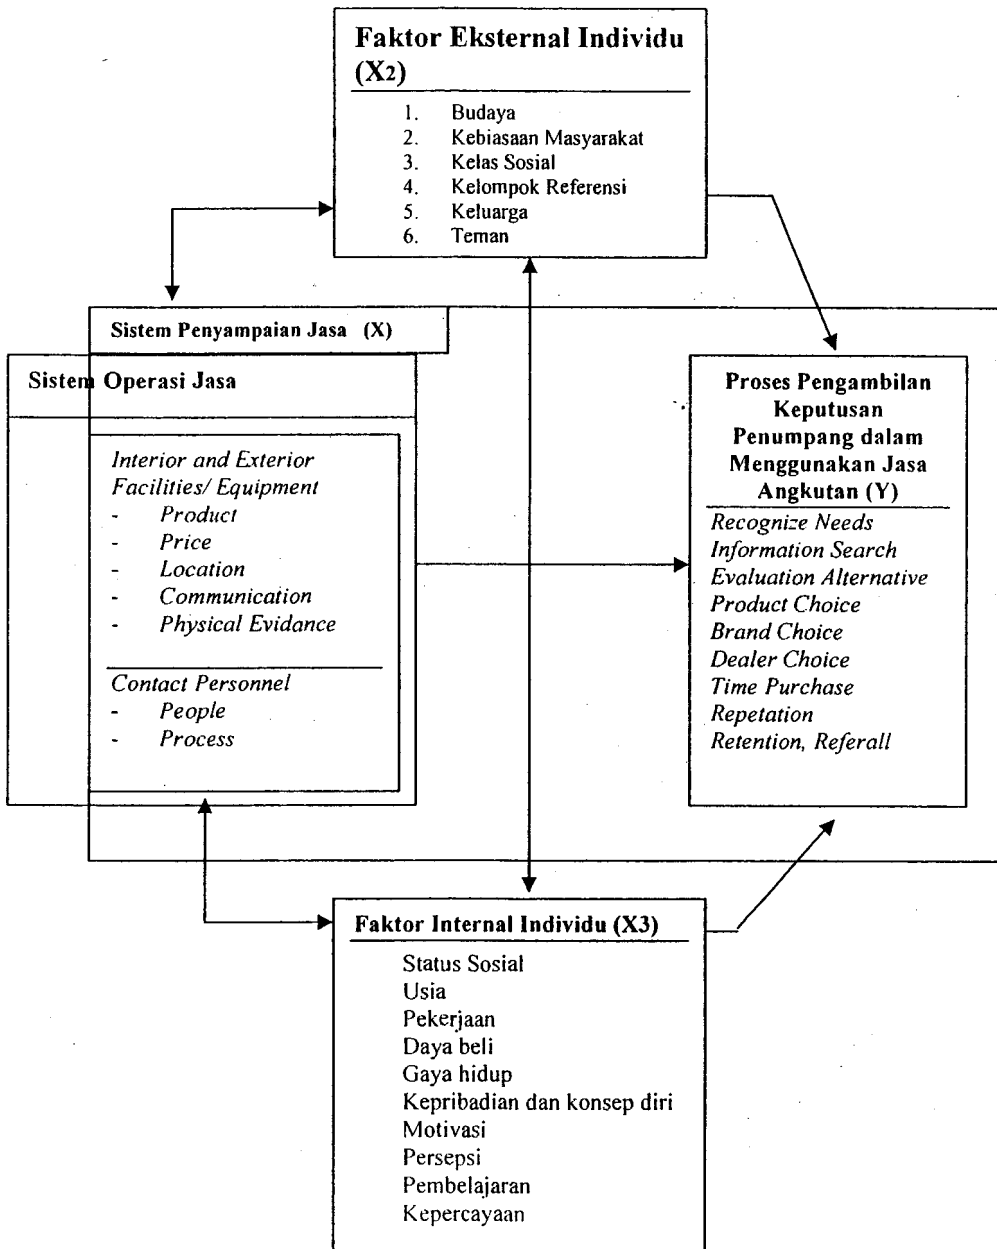 Faktor Eksternal Individu
(X2)
1. Budaya
2. Kebiasaan Masyarakat
3. Kelas Sosial
4. Kelompok Referensi
5. Keluarga
6. Teman
Sistem Penyampaian Jasa (X)
Sistem Operasi Jasa
Interior and Exterior
Facilities/ Equipment
- Product
- Price
- Location
- Communication
- Physical Evidance
Contact Personnel
- People
- Process
Proses Pengambilan
Keputusan
Penumpang dalam
Menggunakan Jasa
Angkutan (Y)
Recognize Needs
Information Search
Evaluation Alternative
Product Choice
Brand Choice
Dealer Choice
Time Purchase
Repetation
Retention, Referall
Faktor Internal Individu (X3)
Status Sosial
Usia
Pekerjaan
Daya beli
Gaya hidup
Kepribadian dan konsep diri
Motivasi
Persepsi
Pembelajaran
Kepercayaan